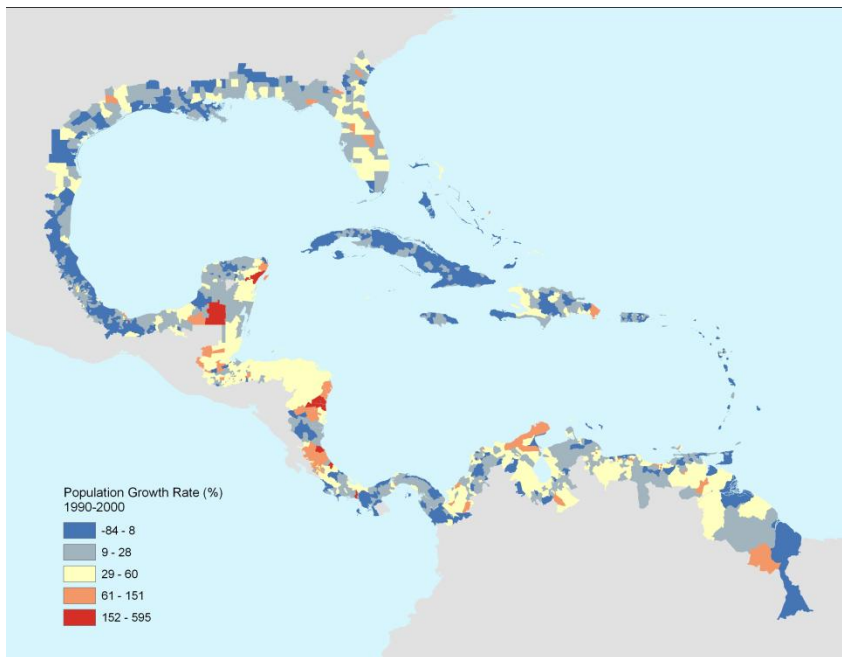 Population Growth Rate (%)
1990-2000
-84 - 8
9 - 28
29 - 60
61 - 151
152 - 595